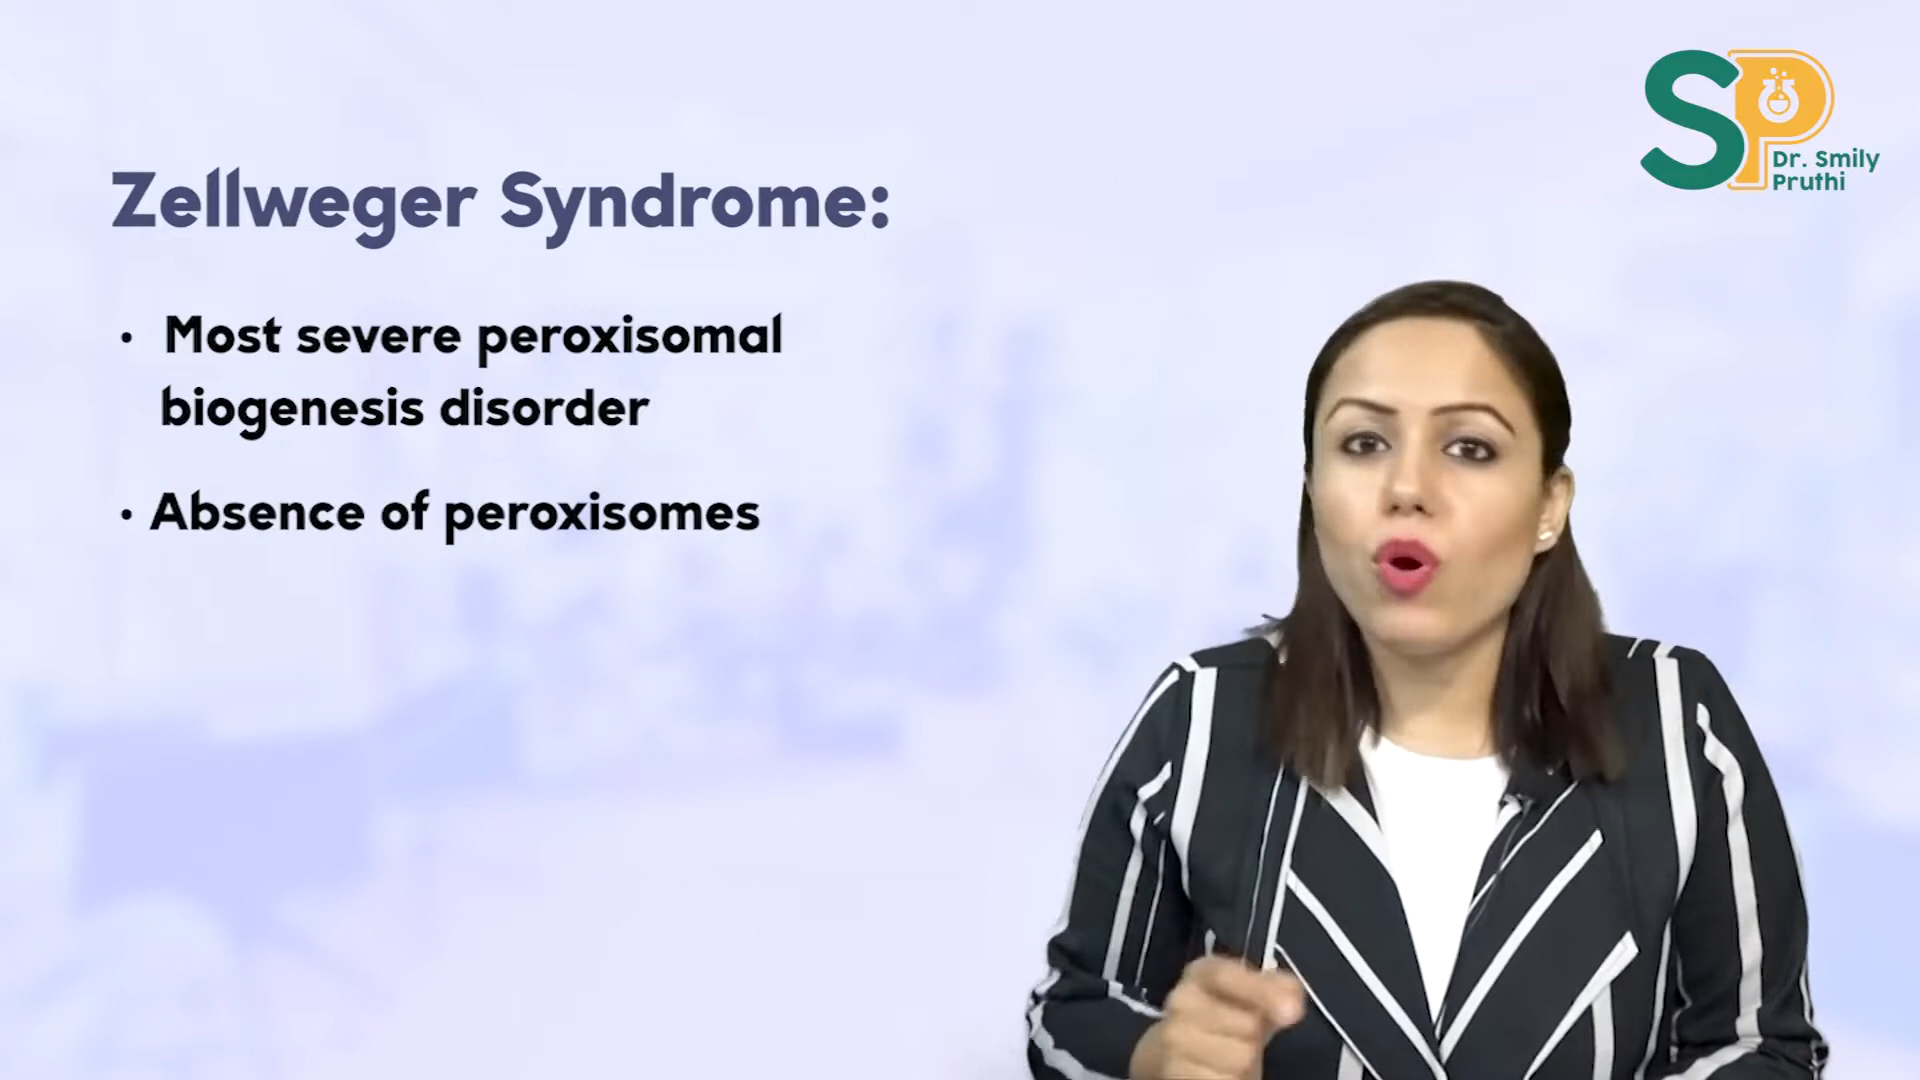 SP
Dr. Smily
Pruthi
Zellweger Syndrome:
• Most severe peroxisomal
biogenesis disorder
• Absence of peroxisomes